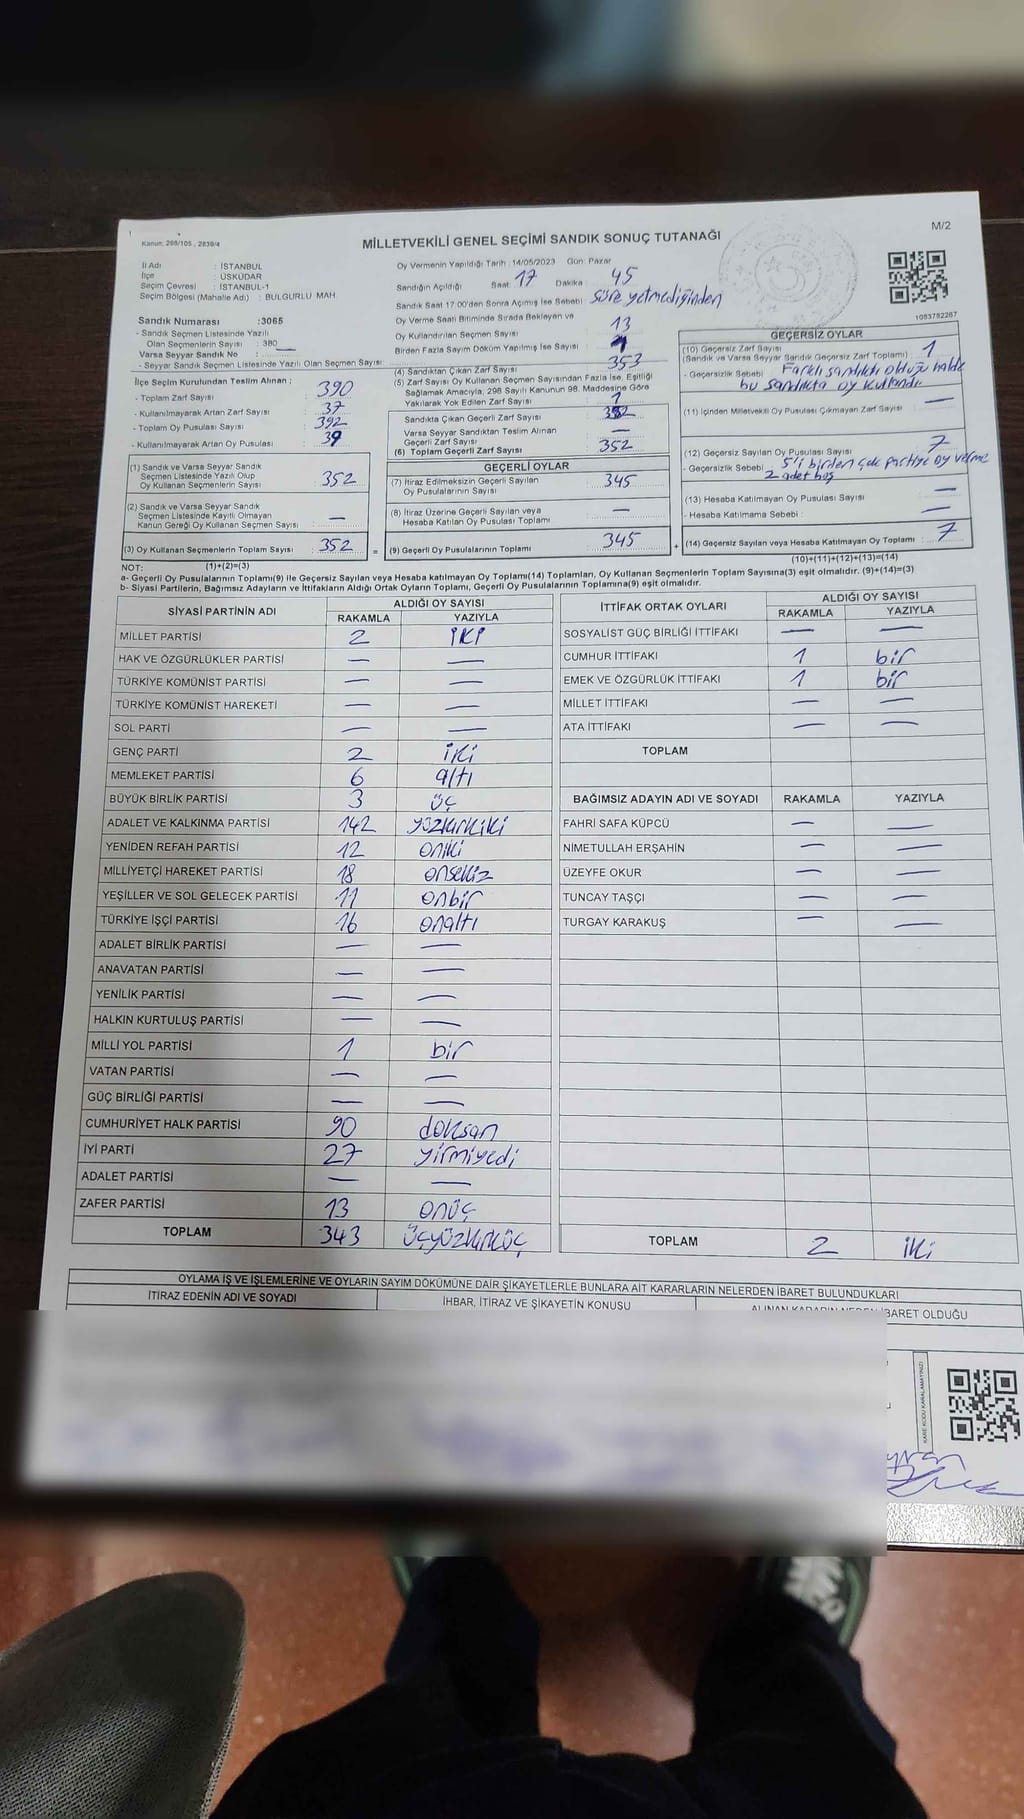 M/2
Kanun, 298/105 , 2839/4
MİLLETVEKİLİ GENEL SEÇİMİ SANDIK SONUÇ TUTANAĞI
İl Adı : İSTANBUL
İlçe : ÜSKÜDAR
Seçim Çevresi : İSTANBUL-1
Seçim Bölgesi (Mahalle Adı) : BULGURLU MAH
Sandık Numarası :3065
- Sandık Seçmen Listesinde Yazılı
Olan Seçmenlerin Sayısı : 380
Varsa Seyyar Sandık No :
- Seyyar Sandık Seçmen Listesinde Yazılı Olan Seçmen Sayısı:
Oy Vermenin Yapıldığı Tarih :14/05/2023 Gün: Pazar
Sandığın Açıldığı Saat: 17 Dakika : 45
Sandık Saat 17:00'den Sonra Açılmış İse Sebebi: Süre yetmediğinden
Oy Verme Saati Bitiminde Sırada Bekleyen ve
Oy Kullandırılan Seçmen Sayısı : 13
Birden Fazla Sayım Döküm Yapılmış İse Sayısı :
(4) Sandıktan Çıkan Zarf Sayısı : 353
(5) Zarf Sayısı Oy Kullanan Seçmen Sayısından Fazla İse, Eşitliği
Sağlamak Amacıyla, 298 Sayılı Kanunun 98. Maddesine Göre
Yakılarak Yok Edilen Zarf Sayısı : 1
1083782267
İlçe Seçim Kurulundan Teslim Alınan ;
- Toplam Zarf Sayısı : 390
- Kullanılmayarak Artan Zarf Sayısı : 37
- Toplam Oy Pusulası Sayısı : 392
- Kullanılmayarak Artan Oy Pusulası : 39
Sandıkta Çıkan Geçerli Zarf Sayısı : 352
Varsa Seyyar Sandıktan Teslim Alınan
Geçerli Zarf Sayısı : —
(6) Toplam Geçerli Zarf Sayısı : 352
GEÇERSİZ OYLAR
(10) Geçersiz Zarf Sayısı
(Sandık ve Varsa Seyyar Sandık Geçersiz Zarf Toplamı) : 1
- Geçersizlik Sebebi : Farklı sandıklı olduğu halde
bu sandıkta oy kullandı.
(11) İçinden Milletvekili Oy Pusulası Çıkmayan Zarf Sayısı : —
(12) Geçersiz Sayılan Oy Pusulası Sayısı : 7
- Geçersizlik Sebebi : 5'i birden çok partiye oy verme
2 adet boş
(13) Hesaba Katılmayan Oy Pusulası Sayısı : —
- Hesaba Katılmama Sebebi : —
(14) Geçersiz Sayılan veya Hesaba Katılmayan Oy Toplamı : 7
(10)+(11)+(12)+(13)=(14)
(1) Sandık ve Varsa Seyyar Sandık
Seçmen Listesinde Yazılı Olup
Oy Kullanan Seçmenlerin Sayısı : 352
(2) Sandık ve Varsa Seyyar Sandık
Seçmen Listesinde Kayıtlı Olmayan
Kanun Gereği Oy Kullanan Seçmen Sayısı : —
(3) Oy Kullanan Seçmenlerin Toplam Sayısı : 352 =
(1)+(2)=(3)
GEÇERLİ OYLAR
(7) İtiraz Edilmeksizin Geçerli Sayılan
Oy Pusulalarının Sayısı : 345
(8) İtiraz Üzerine Geçerli Sayılan veya
Hesaba Katılan Oy Pusulası Toplamı : —
(9) Geçerli Oy Pusulalarının Toplamı : 345 +
NOT:
a- Geçerli Oy Pusulalarının Toplamı(9) ile Geçersiz Sayılan veya Hesaba katılmayan Oy Toplamı(14) Toplamları, Oy Kullanan Seçmenlerin Toplam Sayısına(3) eşit olmalıdır. (9)+(14)=(3)
b- Siyasi Partilerin, Bağımsız Adayların ve İttifakların Aldığı Ortak Oyların Toplamı, Geçerli Oy Pusulalarının Toplamına(9) eşit olmalıdır.
SİYASİ PARTİNİN ADI ALDIĞI OY SAYISI
RAKAMLA YAZIYLA
MİLLET PARTİSİ 2 iki
HAK VE ÖZGÜRLÜKLER PARTİSİ — —
TÜRKİYE KOMÜNİST PARTİSİ — —
TÜRKİYE KOMÜNİST HAREKETİ — —
SOL PARTİ — —
GENÇ PARTİ 2 iki
MEMLEKET PARTİSİ 6 altı
BÜYÜK BİRLİK PARTİSİ 3 üç
ADALET VE KALKINMA PARTİSİ 142 yüzkırkiki
YENİDEN REFAH PARTİSİ 12 oniki
MİLLİYETÇİ HAREKET PARTİSİ 18 onsekiz
YEŞİLLER VE SOL GELECEK PARTİSİ 11 onbir
TÜRKİYE İŞÇİ PARTİSİ 16 onaltı
ADALET BİRLİK PARTİSİ — —
ANAVATAN PARTİSİ — —
YENİLİK PARTİSİ — —
HALKIN KURTULUŞ PARTİSİ — —
MİLLİ YOL PARTİSİ 1 bir
VATAN PARTİSİ — —
GÜÇ BİRLİĞİ PARTİSİ — —
CUMHURİYET HALK PARTİSİ 90 doksan
İYİ PARTİ 27 yirmiyedi
ADALET PARTİSİ — —
ZAFER PARTİSİ 13 onüç
TOPLAM 343 üçyüzkırküç
İTTİFAK ORTAK OYLARI ALDIĞI OY SAYISI
RAKAMLA YAZIYLA
SOSYALİST GÜÇ BİRLİĞİ İTTİFAKI — —
CUMHUR İTTİFAKI 1 bir
EMEK VE ÖZGÜRLÜK İTTİFAKI 1 bir
MİLLET İTTİFAKI — —
ATA İTTİFAKI — —
TOPLAM
BAĞIMSIZ ADAYIN ADI VE SOYADI RAKAMLA YAZIYLA
FAHRİ SAFA KÜPCÜ — —
NİMETULLAH ERŞAHİN — —
ÜZEYFE OKUR — —
TUNCAY TAŞÇI — —
TURGAY KARAKUŞ — —
TOPLAM 2 iki
OYLAMA İŞ VE İŞLEMLERİNE VE OYLARIN SAYIM DÖKÜMÜNE DAİR ŞİKAYETLERLE BUNLARA AİT KARARLARIN NELERDEN İBARET BULUNDUKLARI
İTİRAZ EDENİN ADI VE SOYADI İHBAR, İTİRAZ VE ŞİKAYETİN KONUSU ALINAN KARARIN NEDEN İBARET OLDUĞU
KARE KODU KARALAMAYINIZ!